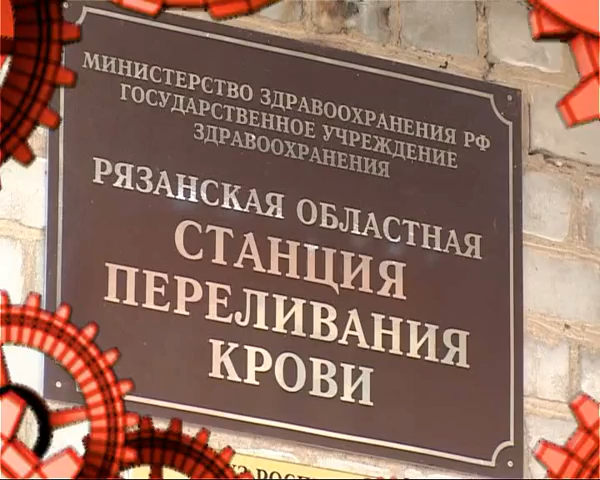 МИНИСТЕРСТВО ЗДРАВООХРАНЕНИЯ РФ
ГОСУДАРСТВЕННОЕ УЧРЕЖДЕНИЕ
ЗДРАВООХРАНЕНИЯ
РЯЗАНСКАЯ ОБЛАСТНАЯ
СТАНЦИЯ
ПЕРЕЛИВАНИЯ
КРОВИ